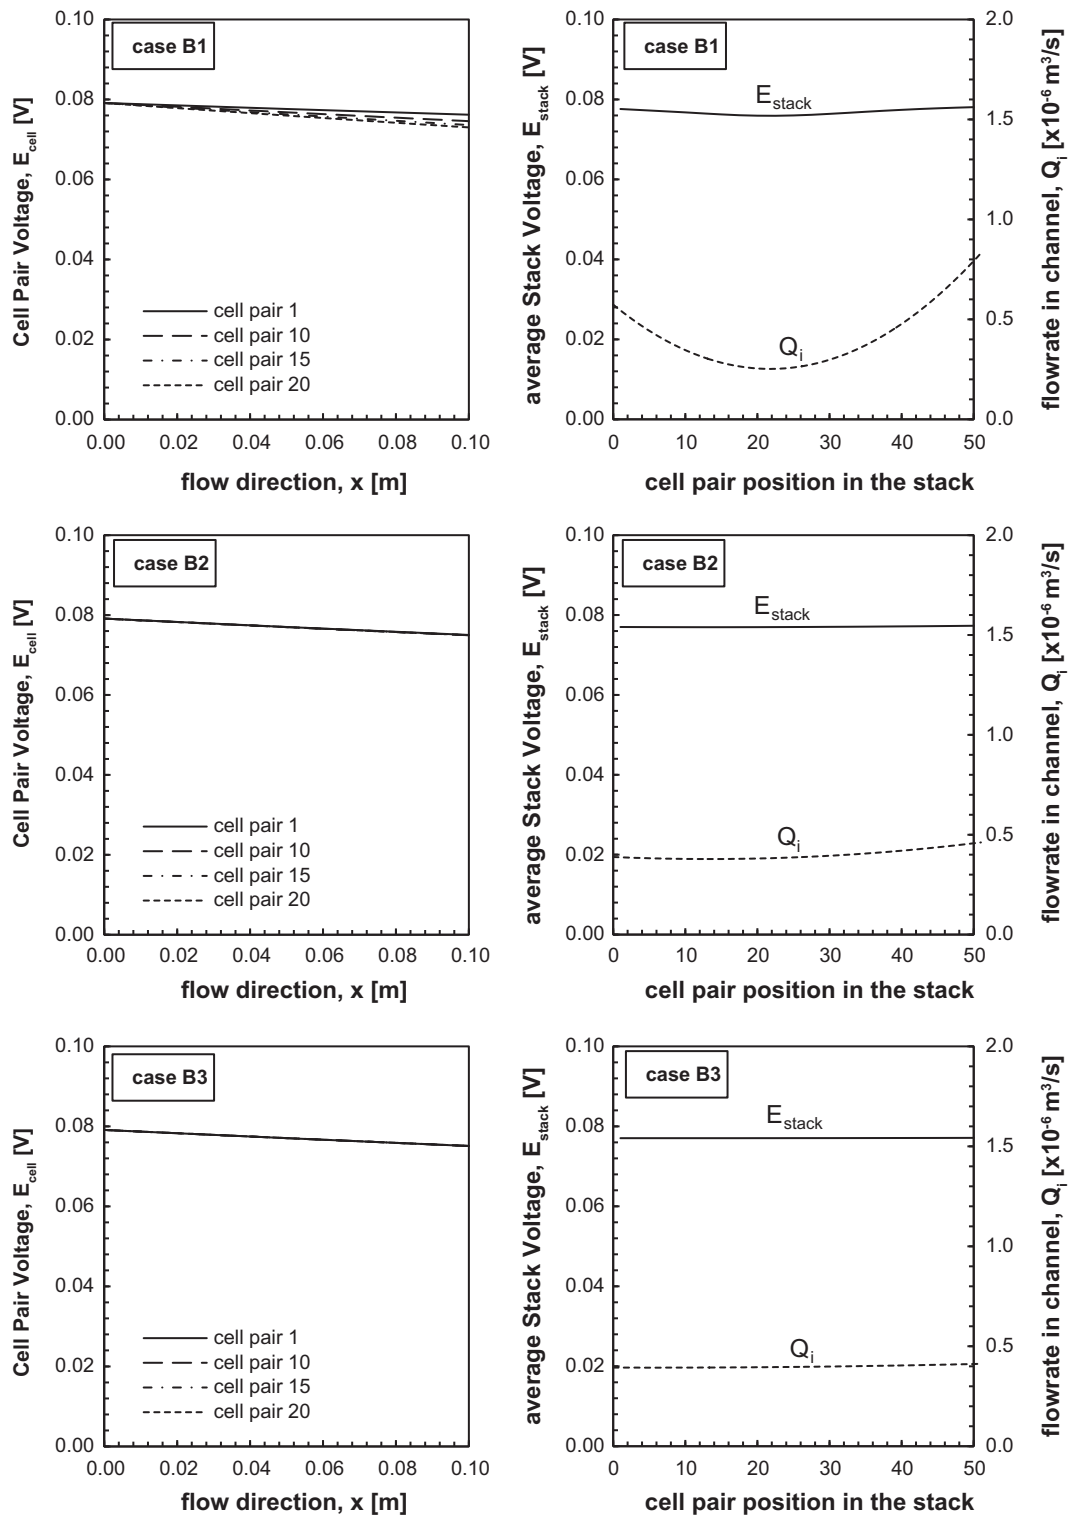 case B1
Cell Pair Voltage, E_cell [V]
0.10
0.08
0.06
0.04
0.02
0.00
cell pair 1
cell pair 10
cell pair 15
cell pair 20
0.00 0.02 0.04 0.06 0.08 0.10
flow direction, x [m]
case B1
average Stack Voltage, E_stack [V]
0.10
0.08
0.06
0.04
0.02
0.00
E_stack
Q_i
2.0
1.5
1.0
0.5
0.0
flowrate in channel, Q_i [x10⁻⁶ m³/s]
0 10 20 30 40 50
cell pair position in the stack
case B2
Cell Pair Voltage, E_cell [V]
0.10
0.08
0.06
0.04
0.02
0.00
cell pair 1
cell pair 10
cell pair 15
cell pair 20
0.00 0.02 0.04 0.06 0.08 0.10
flow direction, x [m]
case B2
average Stack Voltage, E_stack [V]
0.10
0.08
0.06
0.04
0.02
0.00
E_stack
Q_i
2.0
1.5
1.0
0.5
0.0
flowrate in channel, Q_i [x10⁻⁶ m³/s]
0 10 20 30 40 50
cell pair position in the stack
case B3
Cell Pair Voltage, E_cell [V]
0.10
0.08
0.06
0.04
0.02
0.00
cell pair 1
cell pair 10
cell pair 15
cell pair 20
0.00 0.02 0.04 0.06 0.08 0.10
flow direction, x [m]
case B3
average Stack Voltage, E_stack [V]
0.10
0.08
0.06
0.04
0.02
0.00
E_stack
Q_i
2.0
1.5
1.0
0.5
0.0
flowrate in channel, Q_i [x10⁻⁶ m³/s]
0 10 20 30 40 50
cell pair position in the stack